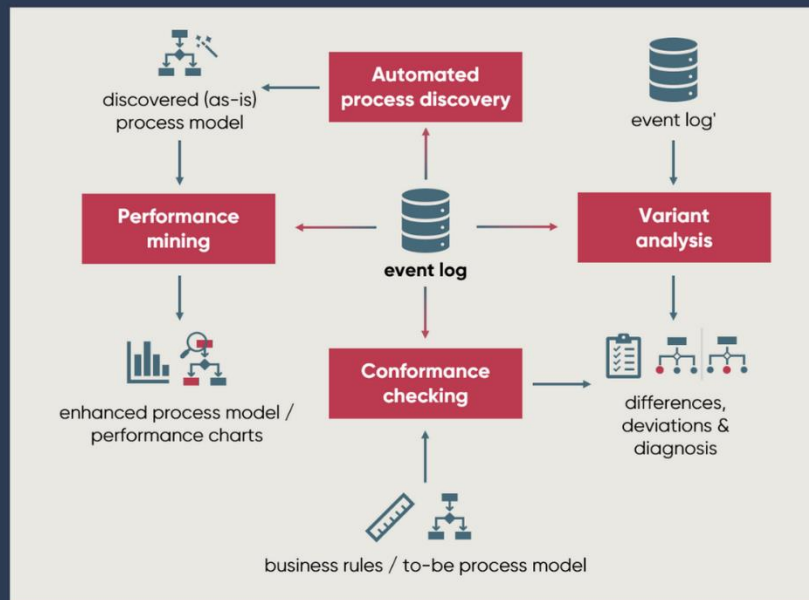 Automated
process discovery
discovered (as-is)
process model
event log'
Performance
mining
event log
Variant
analysis
Conformance
checking
enhanced process model /
performance charts
differences,
deviations &
diagnosis
business rules / to-be process model